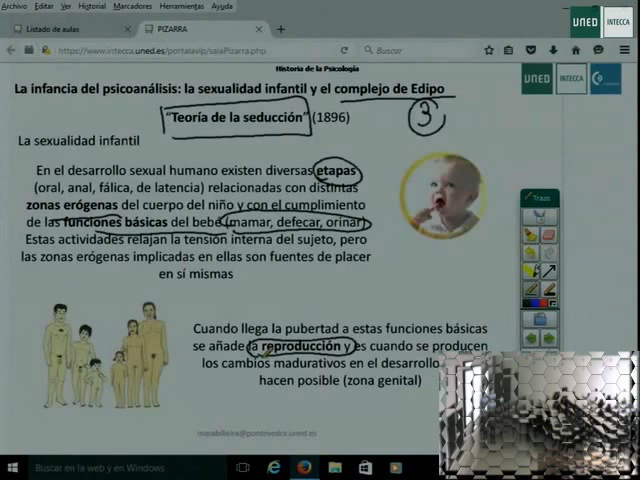 Archivo Editar Ver Historial Marcadores Herramientas Ayuda
Listado de aulas
PIZARRA
https://www.intecca.uned.es/portalavip/salaPizarra.php
Buscar
UNED INTECCA
Historia de la Psicología
La infancia del psicoanálisis: la sexualidad infantil y el complejo de Edipo
UNED INTECCA
"Teoría de la seducción" (1896)
3
La sexualidad infantil
En el desarrollo sexual humano existen diversas etapas
(oral, anal, fálica, de latencia) relacionadas con distintas
zonas erógenas del cuerpo del niño y con el cumplimiento
de las funciones básicas del bebé (mamar, defecar, orinar)
Estas actividades relajan la tensión interna del sujeto, pero
las zonas erógenas implicadas en ellas son fuentes de placer
en sí mismas
Trazo
Cuando llega la pubertad a estas funciones básicas
se añade la reproducción y es cuando se producen
los cambios madurativos en el desarrollo
hacen posible (zona genital)
Buscar en la web y en Windows